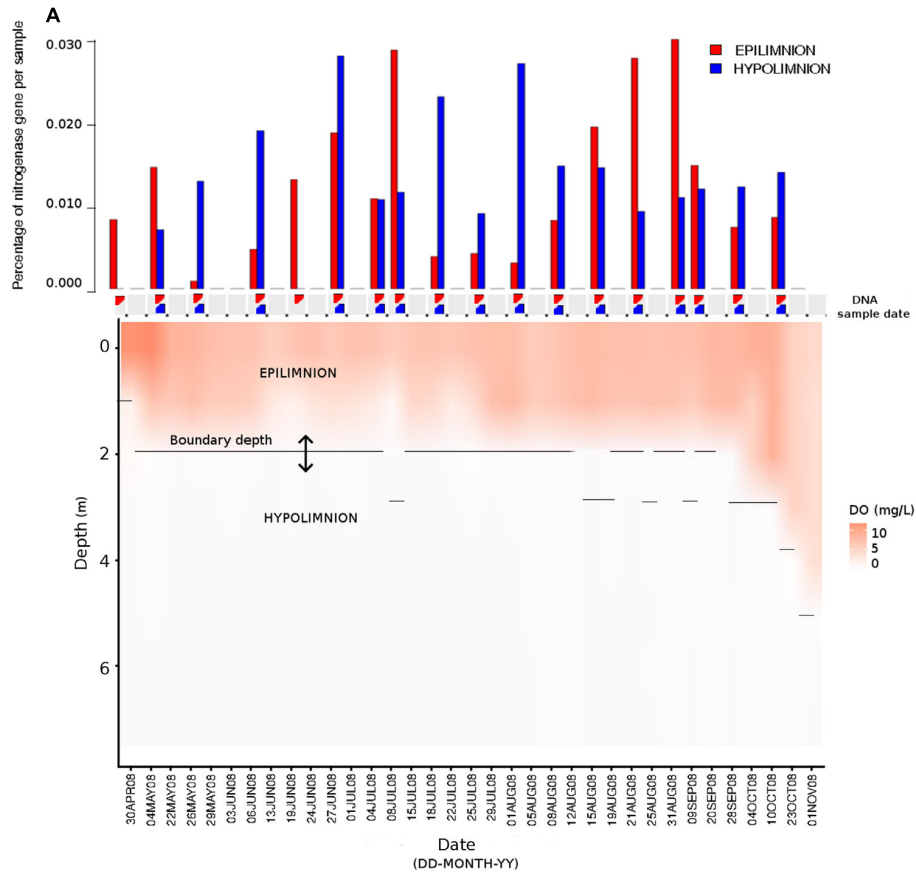 A
Percentage of nitrogenase gene per sample
0.030
0.020
0.010
0.000
EPILIMNION
HYPOLIMNION
DNA
sample date
0
2
4
6
Depth (m)
EPILIMNION
Boundary depth
HYPOLIMNION
DO (mg/L)
10
5
0
30APR08
04MAY08
22MAY08
26MAY08
29MAY08
03JUN08
06JUN08
13JUN08
19JUN08
24JUN08
27JUN08
01JUL08
04JUL08
08JUL08
15JUL08
18JUL08
22JUL08
25JUL08
29JUL08
01AUG08
05AUG08
08AUG08
12AUG08
15AUG08
19AUG08
21AUG08
25AUG08
31AUG08
09SEP08
20SEP08
28SEP08
04OCT08
10OCT08
23OCT08
01NOV08
Date
(DD-MONTH-YY)